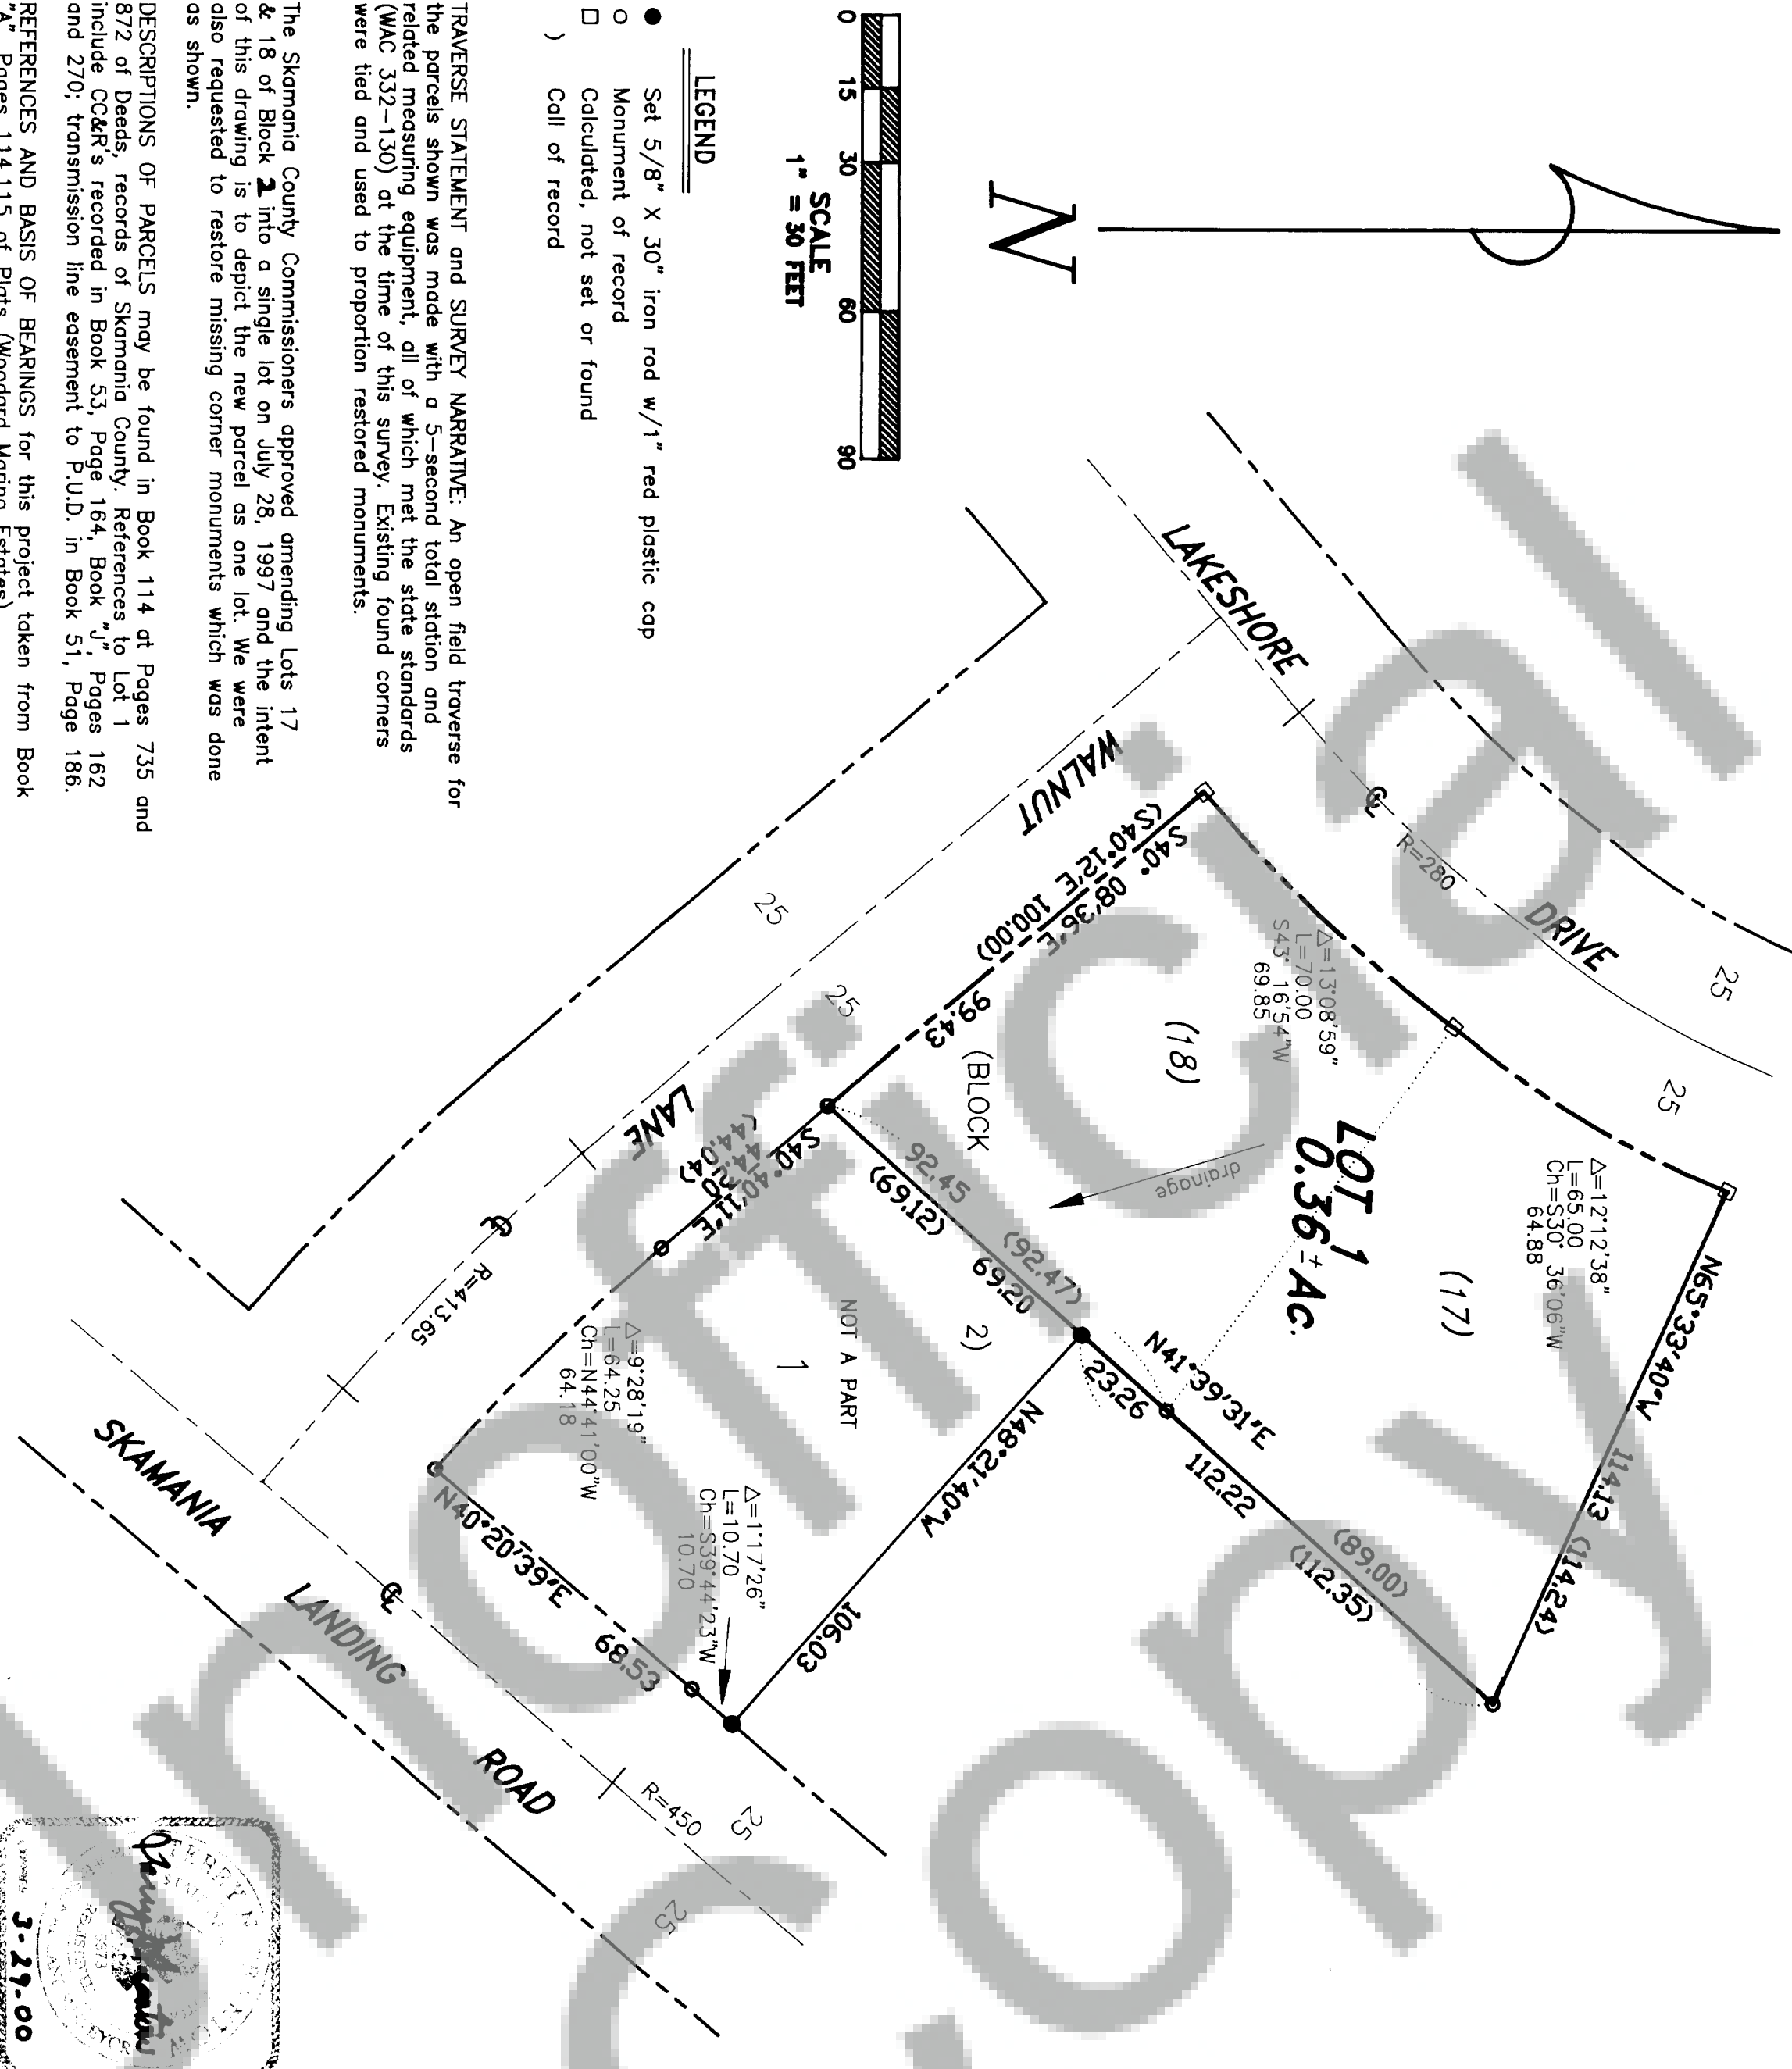 N
0 15 30 60 90
SCALE
1" = 30 FEET
LEGEND
● Set 5/8" X 30" iron rod w/1" red plastic cap
○ Monument of record
□ Calculated, not set or found
) Call of record
TRAVERSE STATEMENT and SURVEY NARRATIVE: An open field traverse for
the parcels shown was made with a 5-second total station and
related measuring equipment, all of which met the state standards
(WAC 332-130) at the time of this survey. Existing found corners
were tied and used to proportion restored monuments.
The Skamania County Commissioners approved amending Lots 17
& 18 of Block 2 into a single lot on July 28, 1997 and the intent
of this drawing is to depict the new parcel as one lot. We were
also requested to restore missing corner monuments which was done
as shown.
DESCRIPTIONS OF PARCELS may be found in Book 114 at Pages 735 and
872 of Deeds, records of Skamania County. References to Lot 1
include CC&R's recorded in Book 53, Page 164, Book "J", Pages 162
and 270; transmission line easement to P.U.D. in Book 51, Page 186.
REFERENCES AND BASIS OF BEARINGS for this project taken from Book
"A", Pages 114,115 of Plats (Woodard Marina Estates)
LAKESHORE DRIVE
℄
R=280
25
25
WALNUT LANE
25
25
℄
R=413.65
SKAMANIA LANDING ROAD
℄
R=450
25
25
S40°08'36"E 99.43
(S40°12'E 100.00)
Δ=13°08'59"
L=70.00
S43°16'54"W
69.85
(18)
(BLOCK 2)
LOT 1
0.36± AC.
drainage
Δ=12°12'38"
L=65.00
Ch=S30°36'06"W
64.88
(17)
N65°33'40"W 114.13 (114.24)
N41°39'31"E
92.45 (92.47)
(69.12) 69.20
23.26
112.22
(89.00)
(112.35)
S40°40'11"E
44.20
(44.04)
NOT A PART
1
Δ=9°28'19"
L=64.25
Ch=N44°41'00"W
64.18
N48°21'40"W 106.03
Δ=1°17'26"
L=10.70
Ch=S39°44'23"W
10.70
N40°20'39"E 68.53
3-29-00
Unofficial
Copy